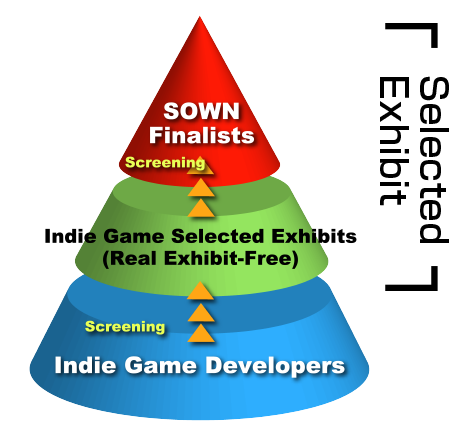 SOWN
Finalists
Screening
Indie Game Selected Exhibits
(Real Exhibit-Free)
Screening
Indie Game Developers
「Selected
Exhibit」